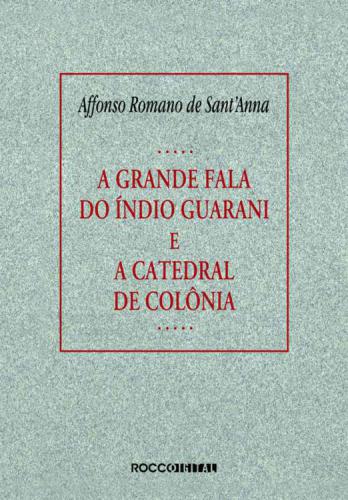 Affonso Romano de Sant'Anna
A GRANDE FALA
DO ÍNDIO GUARANI
E
A CATEDRAL
DE COLÔNIA
ROCCODIGITAL